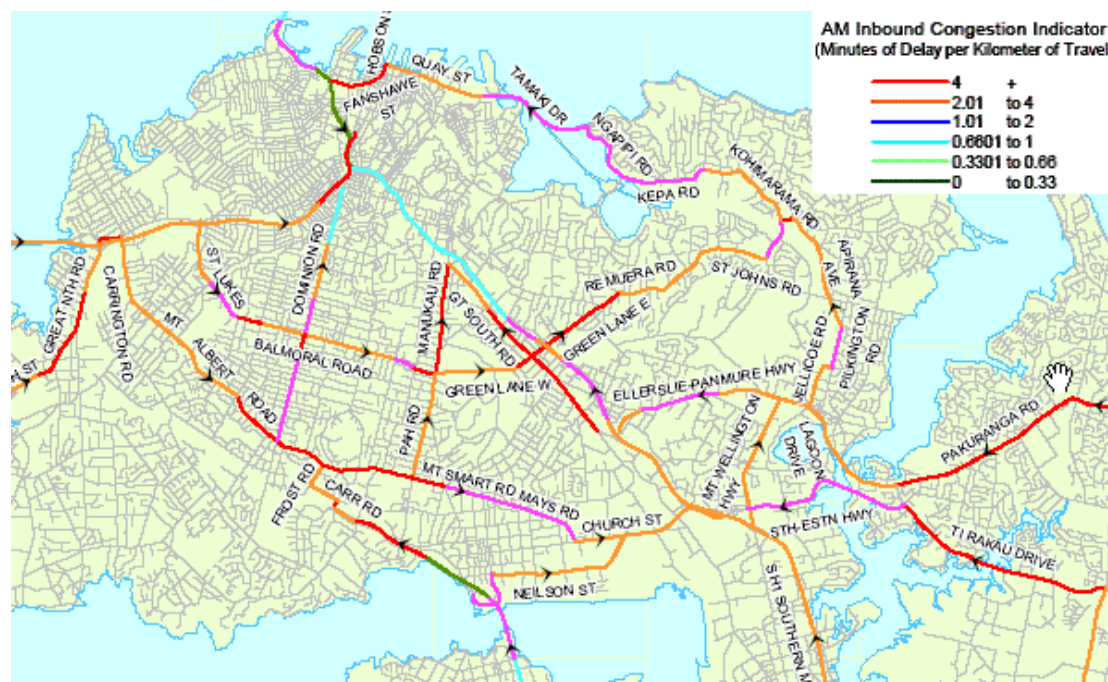 AM Inbound Congestion Indicator
(Minutes of Delay per Kilometer of Travel
4 +
2.01 to 4
1.01 to 2
0.6601 to 1
0.3301 to 0.66
0 to 0.33
HOBSON S
QUAY ST
FANSHAWE
ST
TAMAKI DR
NGAPIPI RD
KEPA RD
KOHIMARAMA RD
ST JOHNS RD
REMUERA RD
APIRANA
AVE
GREAT NTH RD
CARRINGTON RD
ST LUKES
DOMINION RD
MANUKAU RD
GT SOUTH RD
GREEN LANE E
JELLICOE RD
PILKINGTON
RD
MT
ALBERT
ROAD
BALMORAL ROAD
GREEN LANE W
ELLERSLIE-PANMURE HWY
H ST
PAH RD
MT WELLINGTON
HWY
LAGOON
DRIVE
PAKURANGA RD
FROST RD
CARR RD
MT SMART RD MAYS RD
CHURCH ST
STH-ESTN HWY
TI RAKAU DRIVE
NEILSON ST
SH1 SOUTHERN M